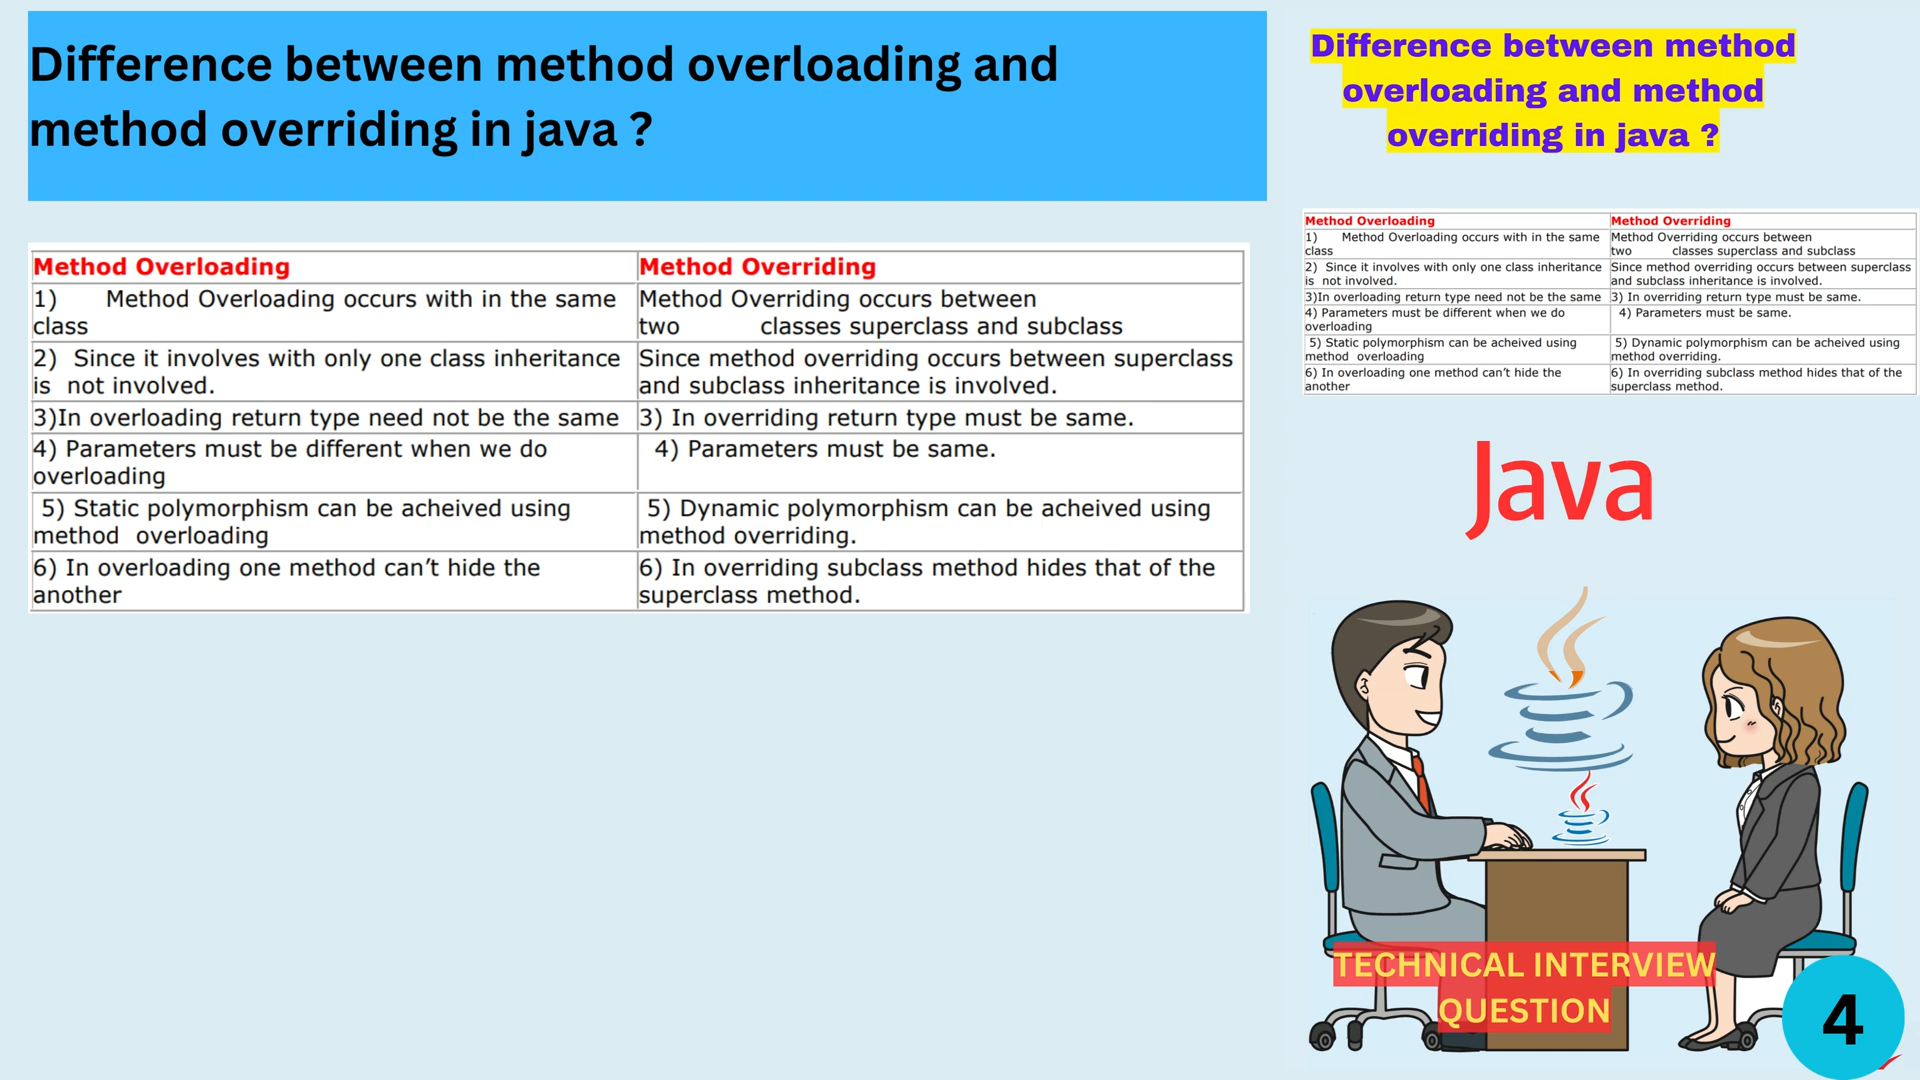 Difference between method overloading and
method overriding in java ?
Method Overloading Method Overriding
1) Method Overloading occurs with in the same
class
Method Overriding occurs between
two classes superclass and subclass
2) Since it involves with only one class inheritance
is not involved.
Since method overriding occurs between superclass
and subclass inheritance is involved.
3)In overloading return type need not be the same
3) In overriding return type must be same.
4) Parameters must be different when we do
overloading
4) Parameters must be same.
5) Static polymorphism can be acheived using
method overloading
5) Dynamic polymorphism can be acheived using
method overriding.
6) In overloading one method can’t hide the
another
6) In overriding subclass method hides that of the
superclass method.
Difference between method
overloading and method
overriding in java ?
Method Overloading Method Overriding
1) Method Overloading occurs with in the same
class
Method Overriding occurs between
two classes superclass and subclass
2) Since it involves with only one class inheritance
is not involved.
Since method overriding occurs between superclass
and subclass inheritance is involved.
3)In overloading return type need not be the same
3) In overriding return type must be same.
4) Parameters must be different when we do
overloading
4) Parameters must be same.
5) Static polymorphism can be acheived using
method overloading
5) Dynamic polymorphism can be acheived using
method overriding.
6) In overloading one method can’t hide the
another
6) In overriding subclass method hides that of the
superclass method.
Java
TECHNICAL INTERVIEW
QUESTION
4